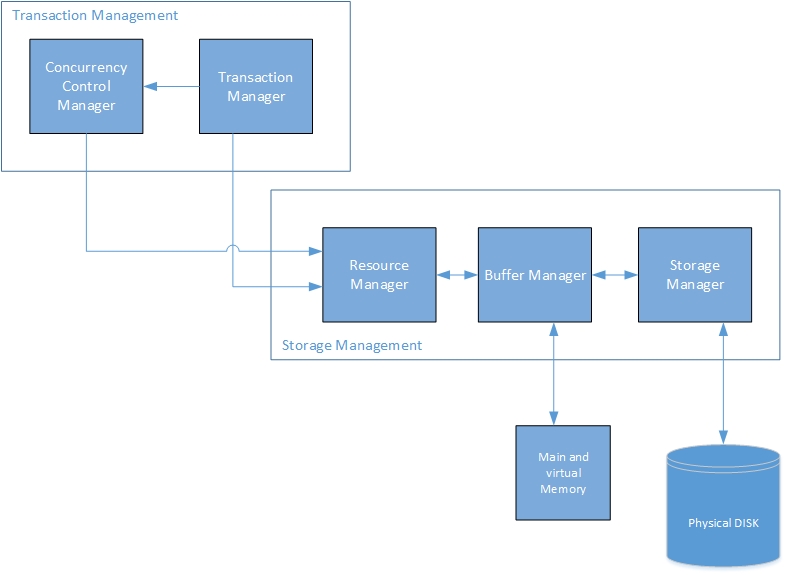 Transaction Management
Concurrency
Control
Manager
Transaction
Manager
Resource
Manager
Buffer Manager
Storage
Manager
Storage Management
Main and
virtual
Memory
Physical DISK